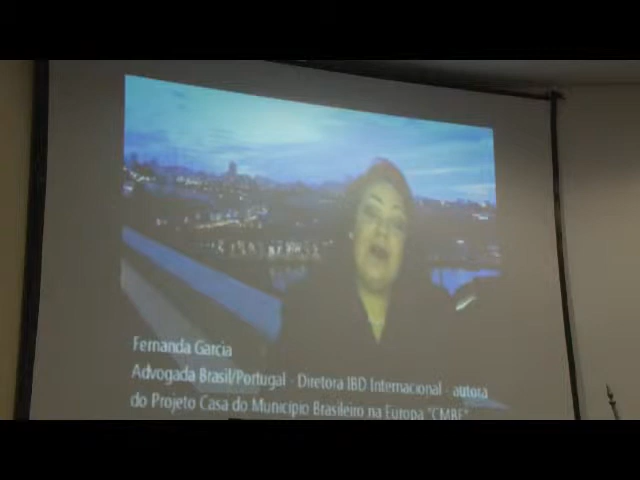 Fernanda Garcia
Advogada Brasil/Portugal - Diretora IBD Internacional - autora
do Projeto Casa do Município Brasileiro na Europa "CMBE"